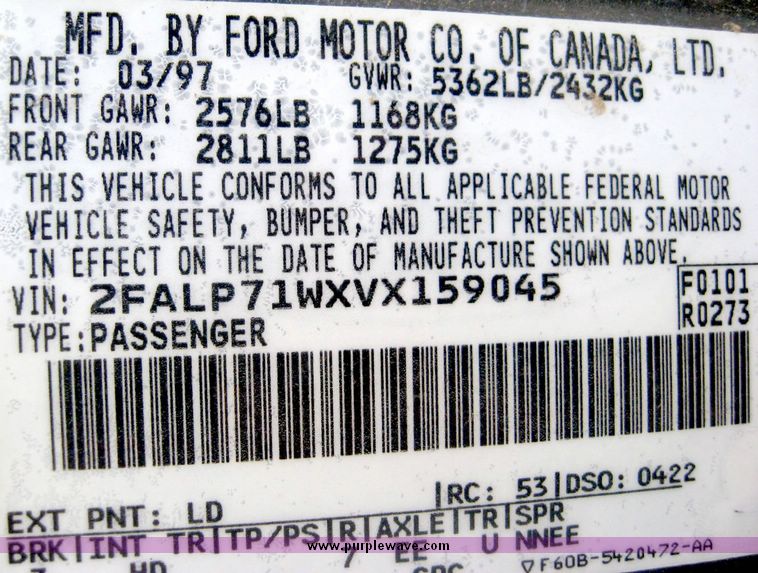 MFD. BY FORD MOTOR CO. OF CANADA, LTD.
DATE: 03/97 GVWR: 5362LB/2432KG
FRONT GAWR: 2576LB 1168KG
REAR GAWR: 2811LB 1275KG
THIS VEHICLE CONFORMS TO ALL APPLICABLE FEDERAL MOTOR
VEHICLE SAFETY, BUMPER, AND THEFT PREVENTION STANDARDS
IN EFFECT ON THE DATE OF MANUFACTURE SHOWN ABOVE.
VIN: 2FALP71WXVX159045
F0101
R0273
TYPE:PASSENGER
RC: 53|DSO: 0422
EXT PNT: LD
BRK|INT TR|TP/PS|R|AXLE|TR|SPR
EE U NNEE
www.purplewave.com
▽F60B-5420472-AA